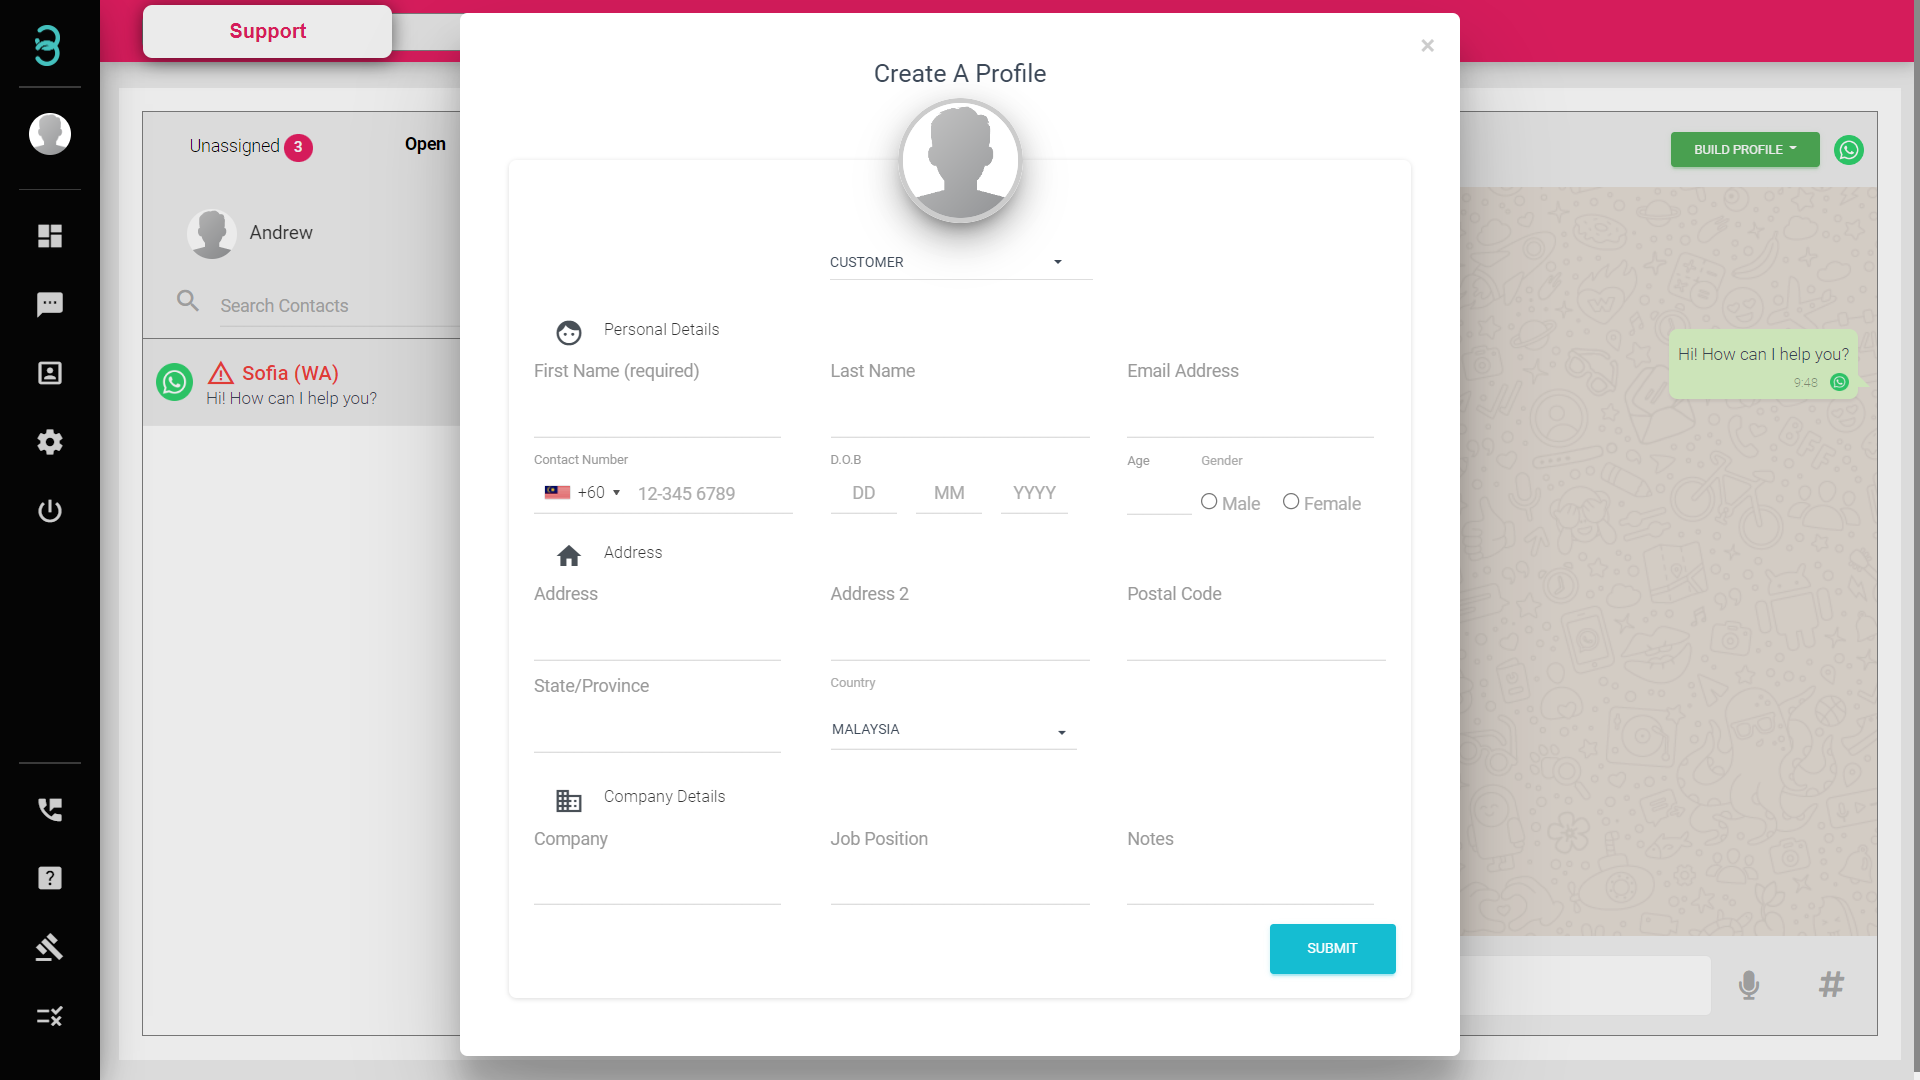 Support
Create A Profile
×
Unassigned 3
Open
BUILD PROFILE
Andrew
Search Contacts
CUSTOMER
Sofia (WA)
Hi! How can I help you?
Hi! How can I help you?
9:48
Personal Details
First Name (required)
Last Name
Email Address
Contact Number
D.O.B
Age
Gender
+60
12-345 6789
DD
MM
YYYY
Male
Female
Address
Address
Address 2
Postal Code
State/Province
Country
MALAYSIA
Company Details
Company
Job Position
Notes
SUBMIT
#